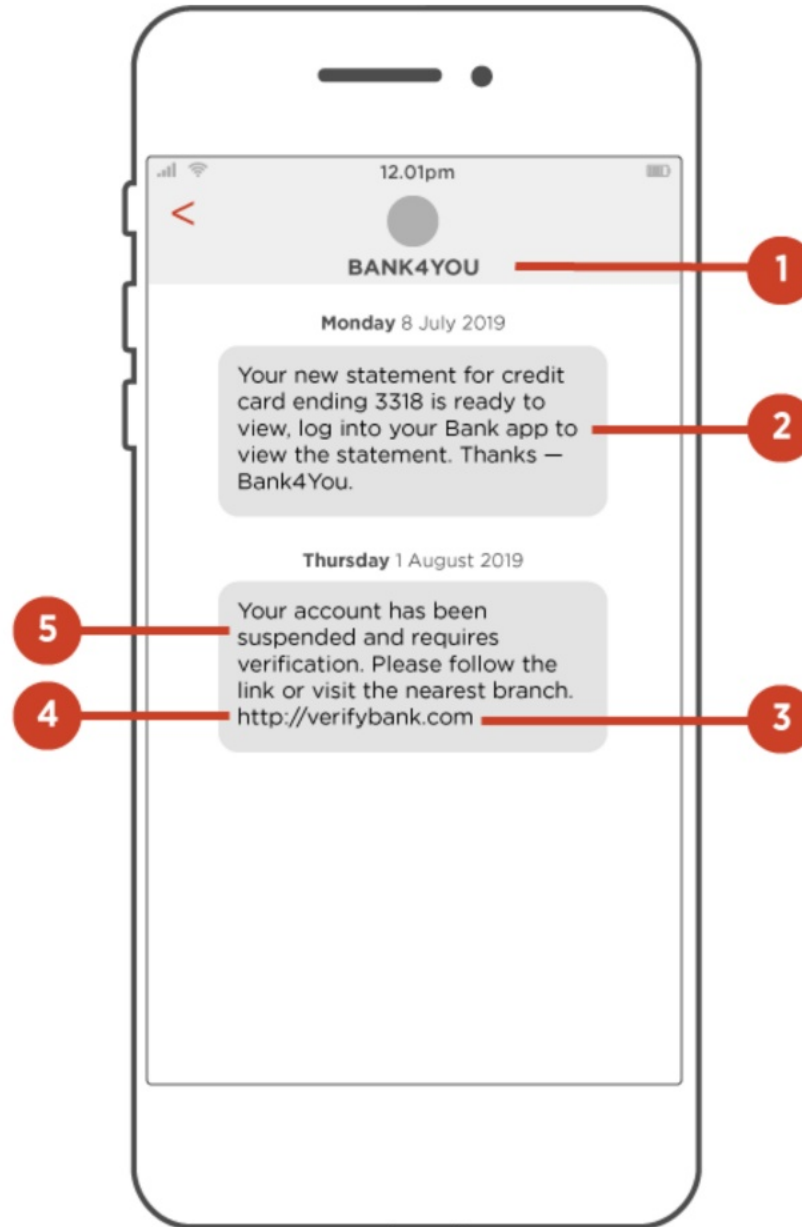 12.01pm
<
BANK4YOU
1
Monday 8 July 2019
Your new statement for credit
card ending 3318 is ready to
view, log into your Bank app to
view the statement. Thanks —
Bank4You.
2
Thursday 1 August 2019
Your account has been
suspended and requires
verification. Please follow the
link or visit the nearest branch.
http://verifybank.com
5
4
3